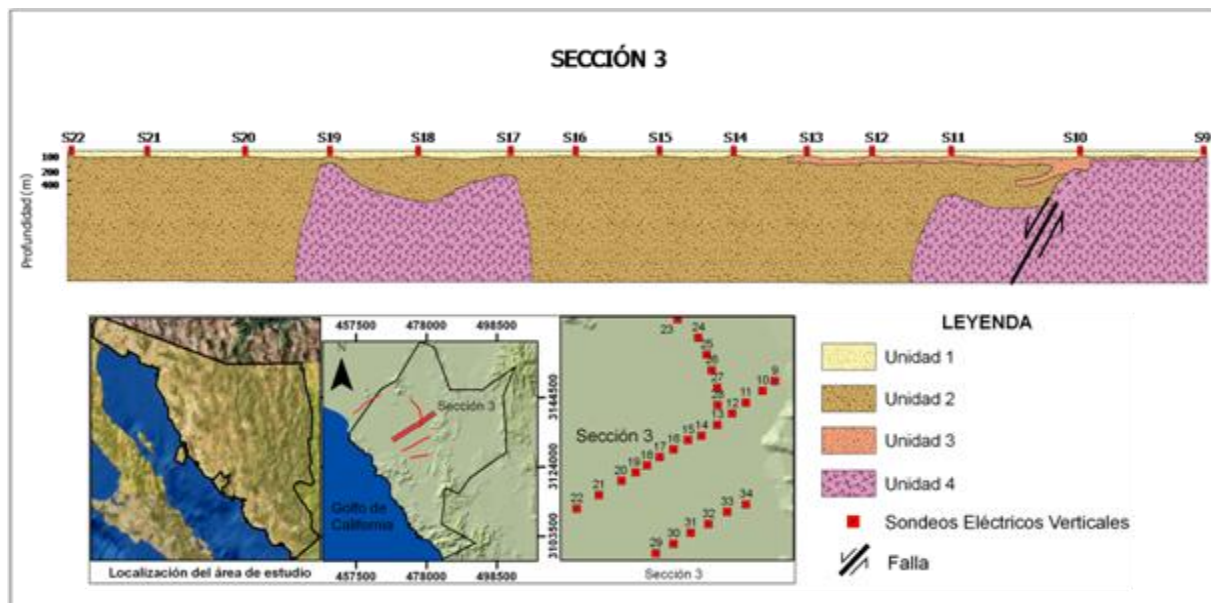 SECCIÓN 3
S22 S21 S20 S19 S18 S17 S16 S15 S14 S13 S12 S11 S10 S9
Profundidad (m)
100
200
400
457500 478000 498500
N
Sección 3
3144500
3124000
3103500
Golfo de
California
457500 478000 498500
Localización del área de estudio
23
24
25
26
27
28
9
10
11
12
13
14
15
16
17
18
19
20
21
22
Sección 3
34
33
32
31
30
29
Sección 3
LEYENDA
Unidad 1
Unidad 2
Unidad 3
Unidad 4
Sondeos Eléctricos Verticales
Falla